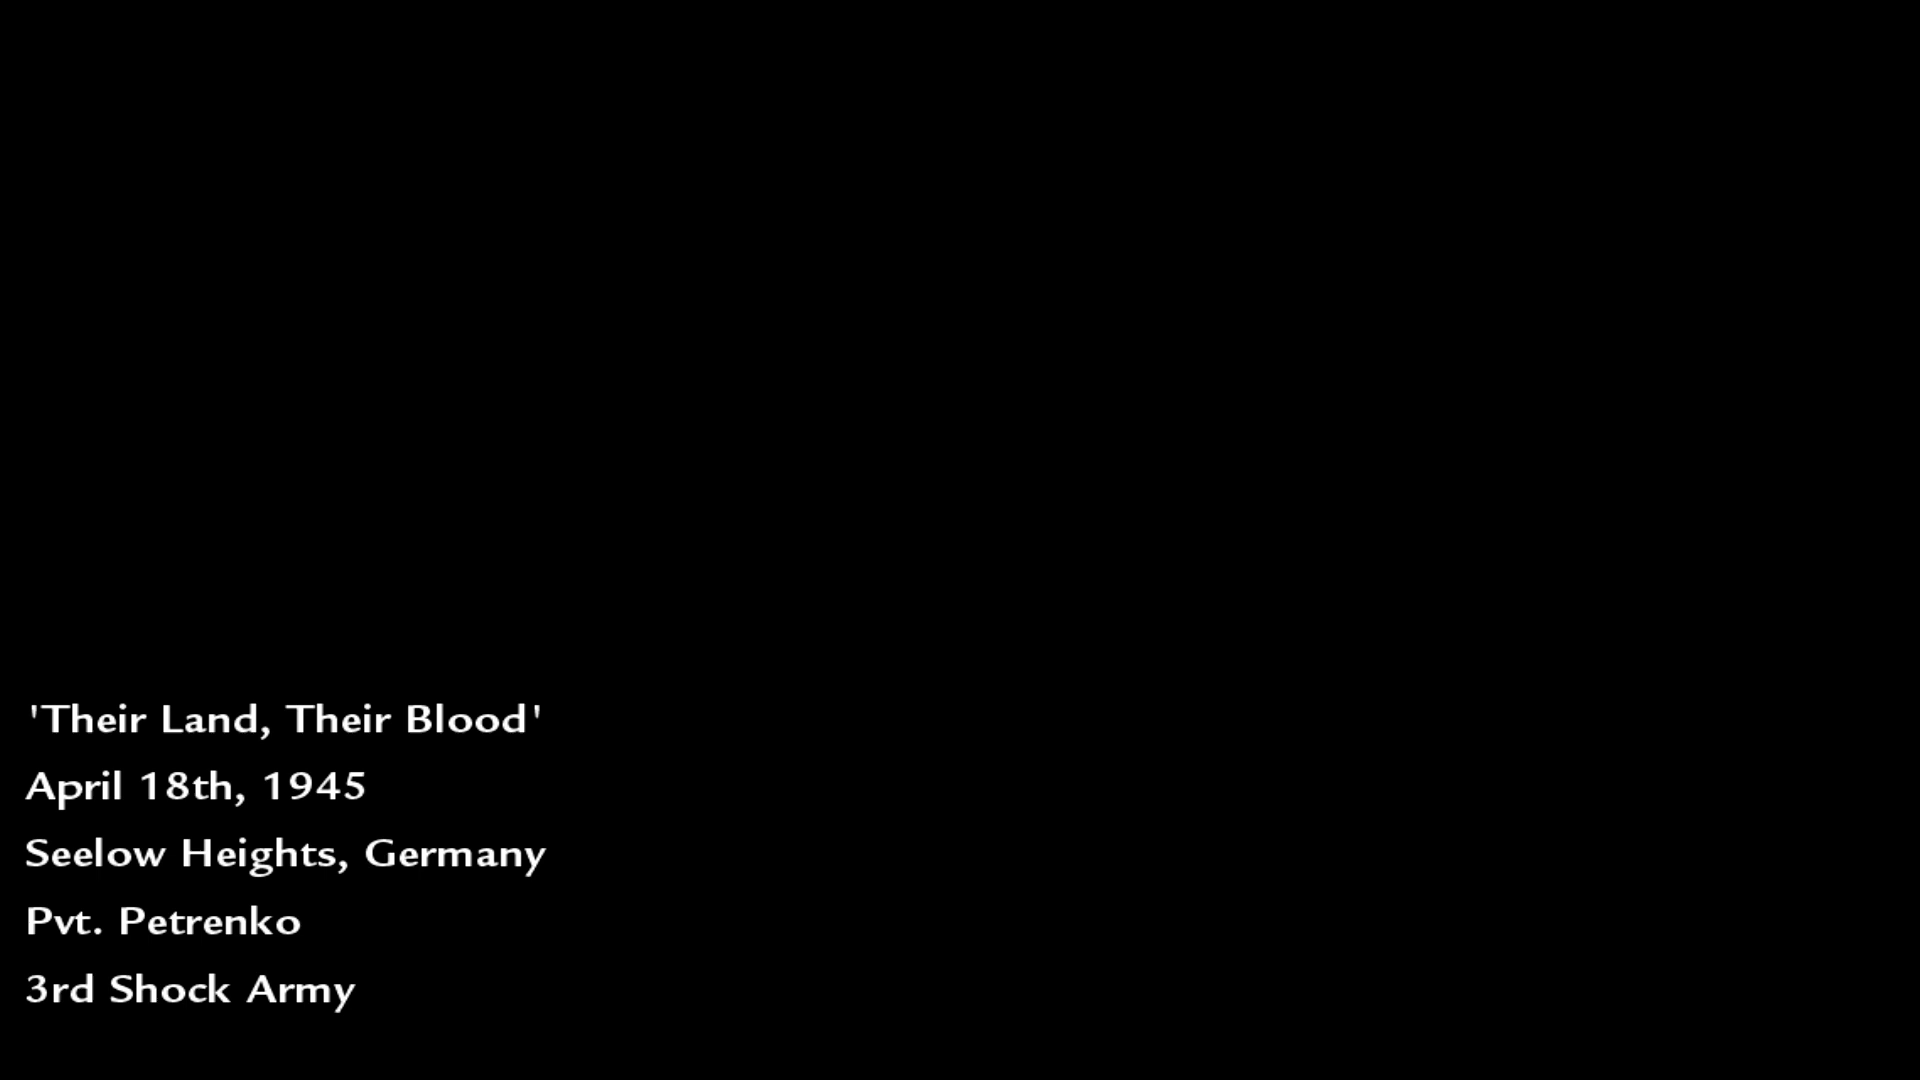 'Their Land, Their Blood'
April 18th, 1945
Seelow Heights, Germany
Pvt. Petrenko
3rd Shock Army